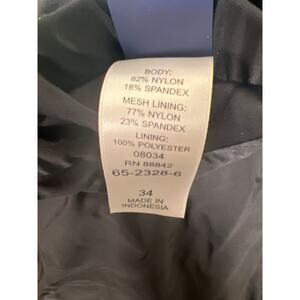 BODY:
82% NYLON
18% SPANDEX
MESH LINING:
77% NYLON
23% SPANDEX
LINING:
100% POLYESTER
08034
RN 88842
65-2328-6
34
MADE IN
INDONESIA